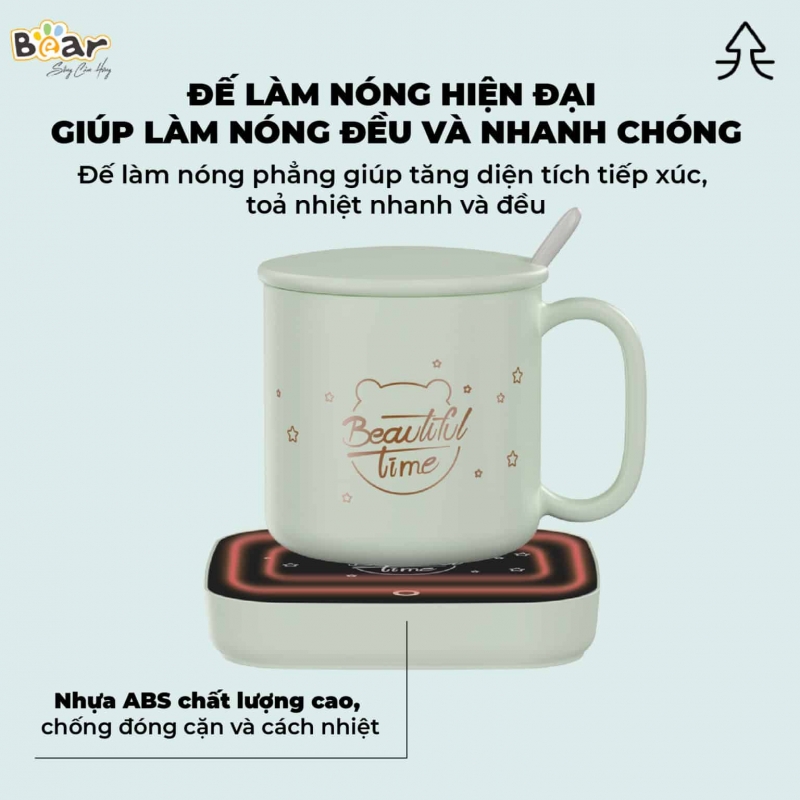 Bear
Sống Cảm Hứng
ĐẾ LÀM NÓNG HIỆN ĐẠI
GIÚP LÀM NÓNG ĐỀU VÀ NHANH CHÓNG
Đế làm nóng phẳng giúp tăng diện tích tiếp xúc,
toả nhiệt nhanh và đều
Beautiful
time
time
Nhựa ABS chất lượng cao,
chống đóng cặn và cách nhiệt